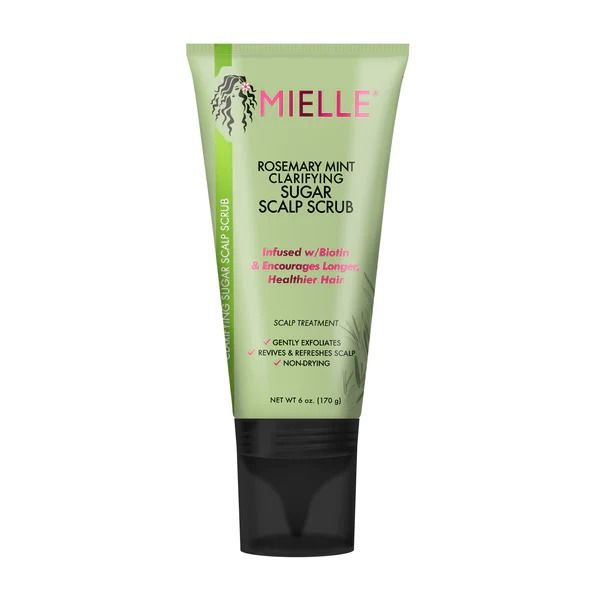 MIELLE
ROSEMARY MINT
CLARIFYING
SUGAR
SCALP SCRUB
Infused w/Biotin
& Encourages Longer,
Healthier Hair
SCALP TREATMENT
GENTLY EXFOLIATES
REVIVES & REFRESHES SCALP
NON-DRYING
NET WT 6 oz. (170 g)
CLARIFYING SUGAR SCALP SCRUB